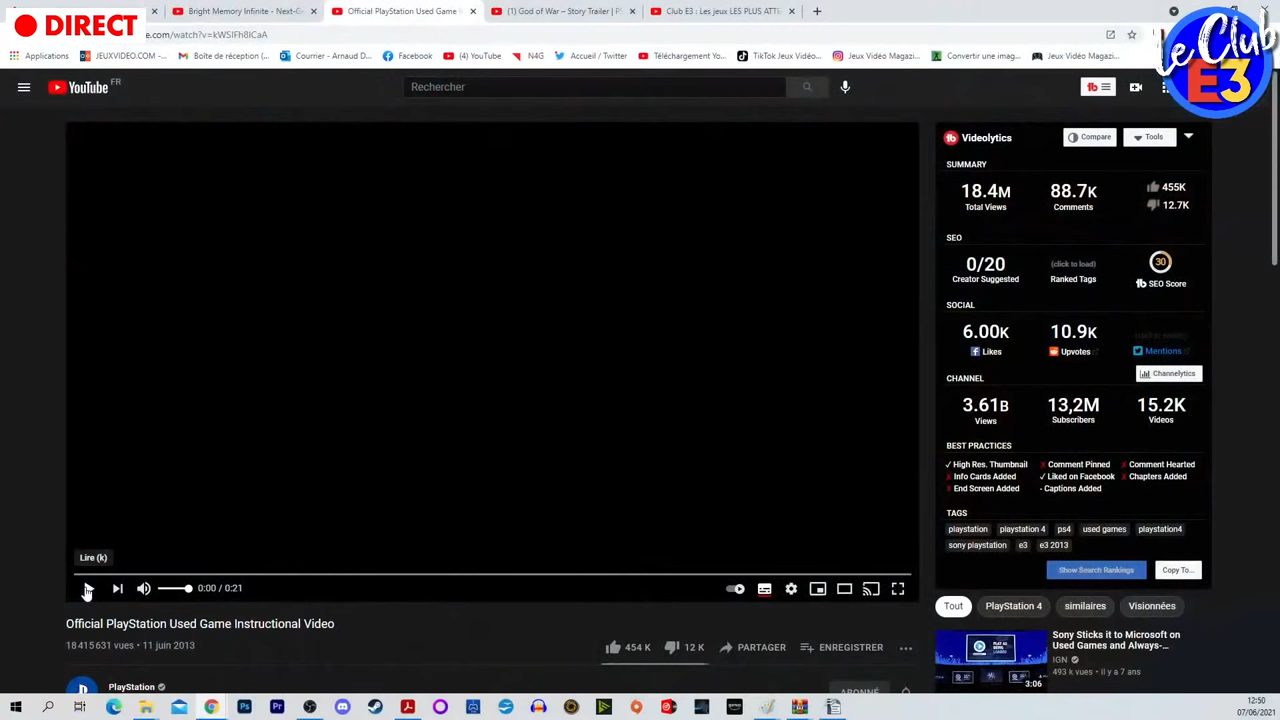 DIRECT
Bright Memory Infinite - Next-G
Official PlayStation Used Game I
(1) God of War – Story Trailer | PS
Club E3 : Les jeux LES PLUS ATT
e.com/watch?v=kWSIFh8ICaA
Applications
JEUXVIDEO.COM -...
Boîte de réception (...
Courrier - Arnaud D...
Facebook
(4) YouTube
N4G
Accueil / Twitter
Téléchargement Yo...
TikTok Jeux Vidéo...
Jeux Vidéo Magazi...
Convertir une imag...
Jeux Vidéo Magazi...
Le Club
E3
YouTube FR
Rechercher
tb
tb Videolytics
Compare
Tools
SUMMARY
18.4M
Total Views
88.7K
Comments
455K
12.7K
SEO
0/20
Creator Suggested
(click to load)
Ranked Tags
30
tb SEO Score
SOCIAL
6.00K
Likes
10.9K
Upvotes
Mentions
CHANNEL
Channelytics
3.61B
Views
13,2M
Subscribers
15.2K
Videos
BEST PRACTICES
✓ High Res. Thumbnail
x Comment Pinned
x Comment Hearted
x Info Cards Added
✓ Liked on Facebook
x Chapters Added
x End Screen Added
- Captions Added
TAGS
playstation
playstation 4
ps4
used games
playstation4
sony playstation
e3
e3 2013
Show Search Rankings
Copy To...
Lire (k)
0:00 / 0:21
Official PlayStation Used Game Instructional Video
18 415 631 vues • 11 juin 2013
454 K
12 K
PARTAGER
ENREGISTRER
PlayStation
ABONNÉ
Tout
PlayStation 4
similaires
Visionnées
Sony Sticks it to Microsoft on
Used Games and Always-...
IGN
493 k vues • il y a 7 ans
3:06
12:50
07/06/2021